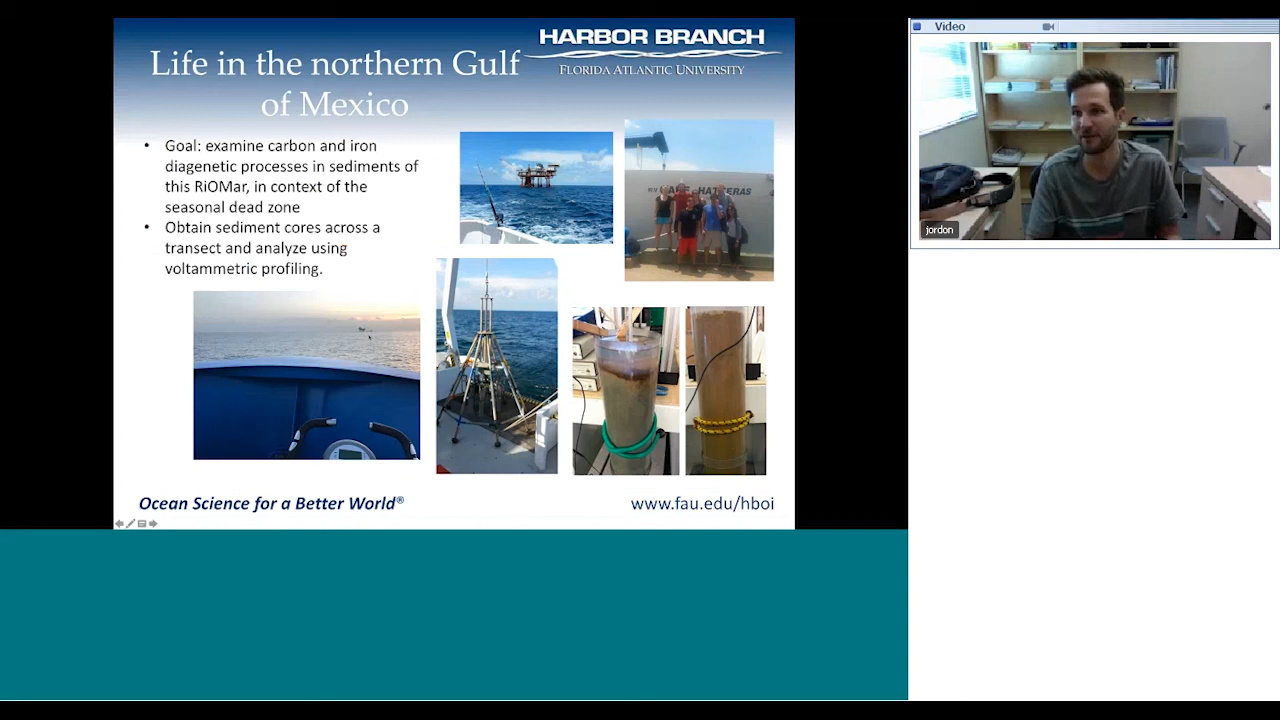 HARBOR BRANCH
FLORIDA ATLANTIC UNIVERSITY
Life in the northern Gulf
of Mexico
• Goal: examine carbon and iron
diagenetic processes in sediments of
this RiOMar, in context of the
seasonal dead zone
• Obtain sediment cores across a
transect and analyze using
voltammetric profiling.
R/V CAPE HATTERAS
Ocean Science for a Better World®
www.fau.edu/hboi
Video
jordon